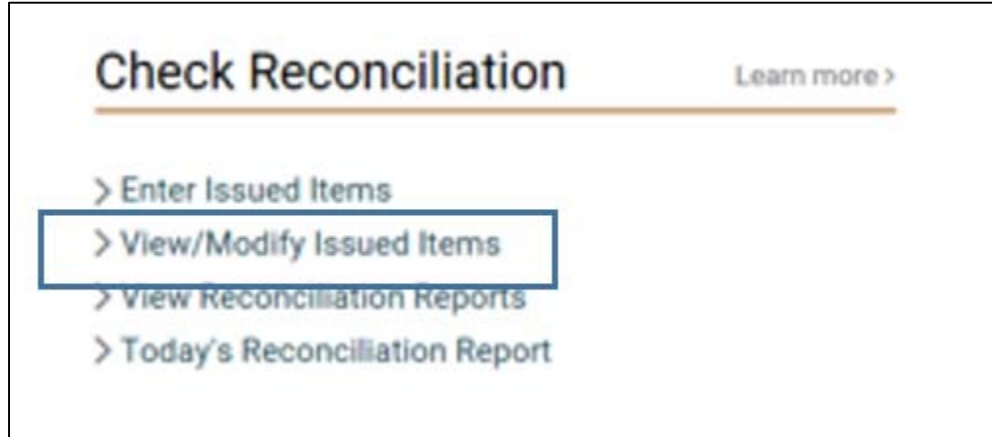 Check Reconciliation
Learn more >
> Enter Issued Items
> View/Modify Issued Items
> View Reconciliation Reports
> Today's Reconciliation Report